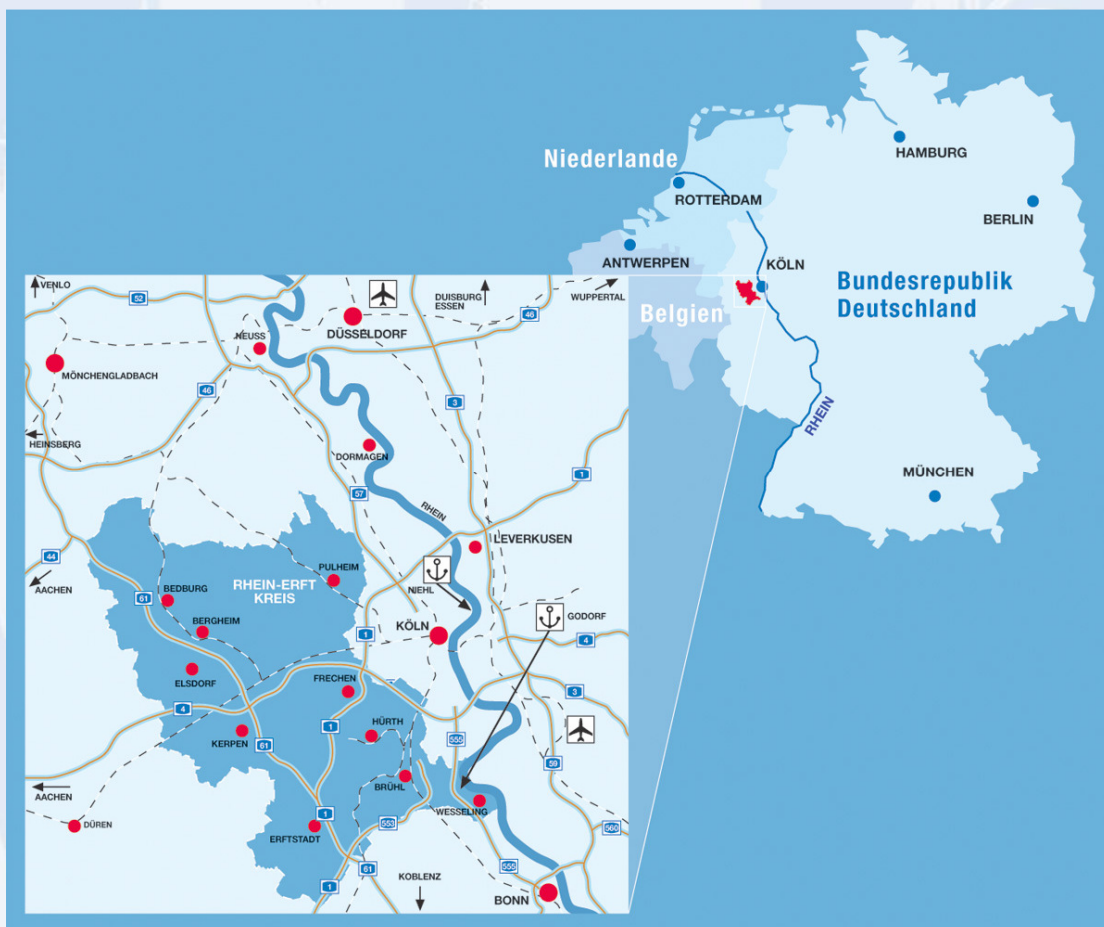 Niederlande
ROTTERDAM
HAMBURG
BERLIN
ANTWERPEN
KÖLN
Belgien
Bundesrepublik
Deutschland
RHEIN
MÜNCHEN
VENLO
52
DUISBURG
ESSEN
WUPPERTAL
46
DÜSSELDORF
NEUSS
MÖNCHENGLADBACH
46
3
HEINSBERG
DORMAGEN
1
57
RHEIN
LEVERKUSEN
44
AACHEN
PULHEIM
RHEIN-ERFT
KREIS
BEDBURG
61
NIEHL
GODORF
BERGHEIM
1
KÖLN
4
ELSDORF
FRECHEN
3
4
HÜRTH
1
KERPEN
61
555
59
BRÜHL
AACHEN
WESSELING
1
553
DÜREN
ERFTSTADT
560
61
555
KOBLENZ
1
BONN